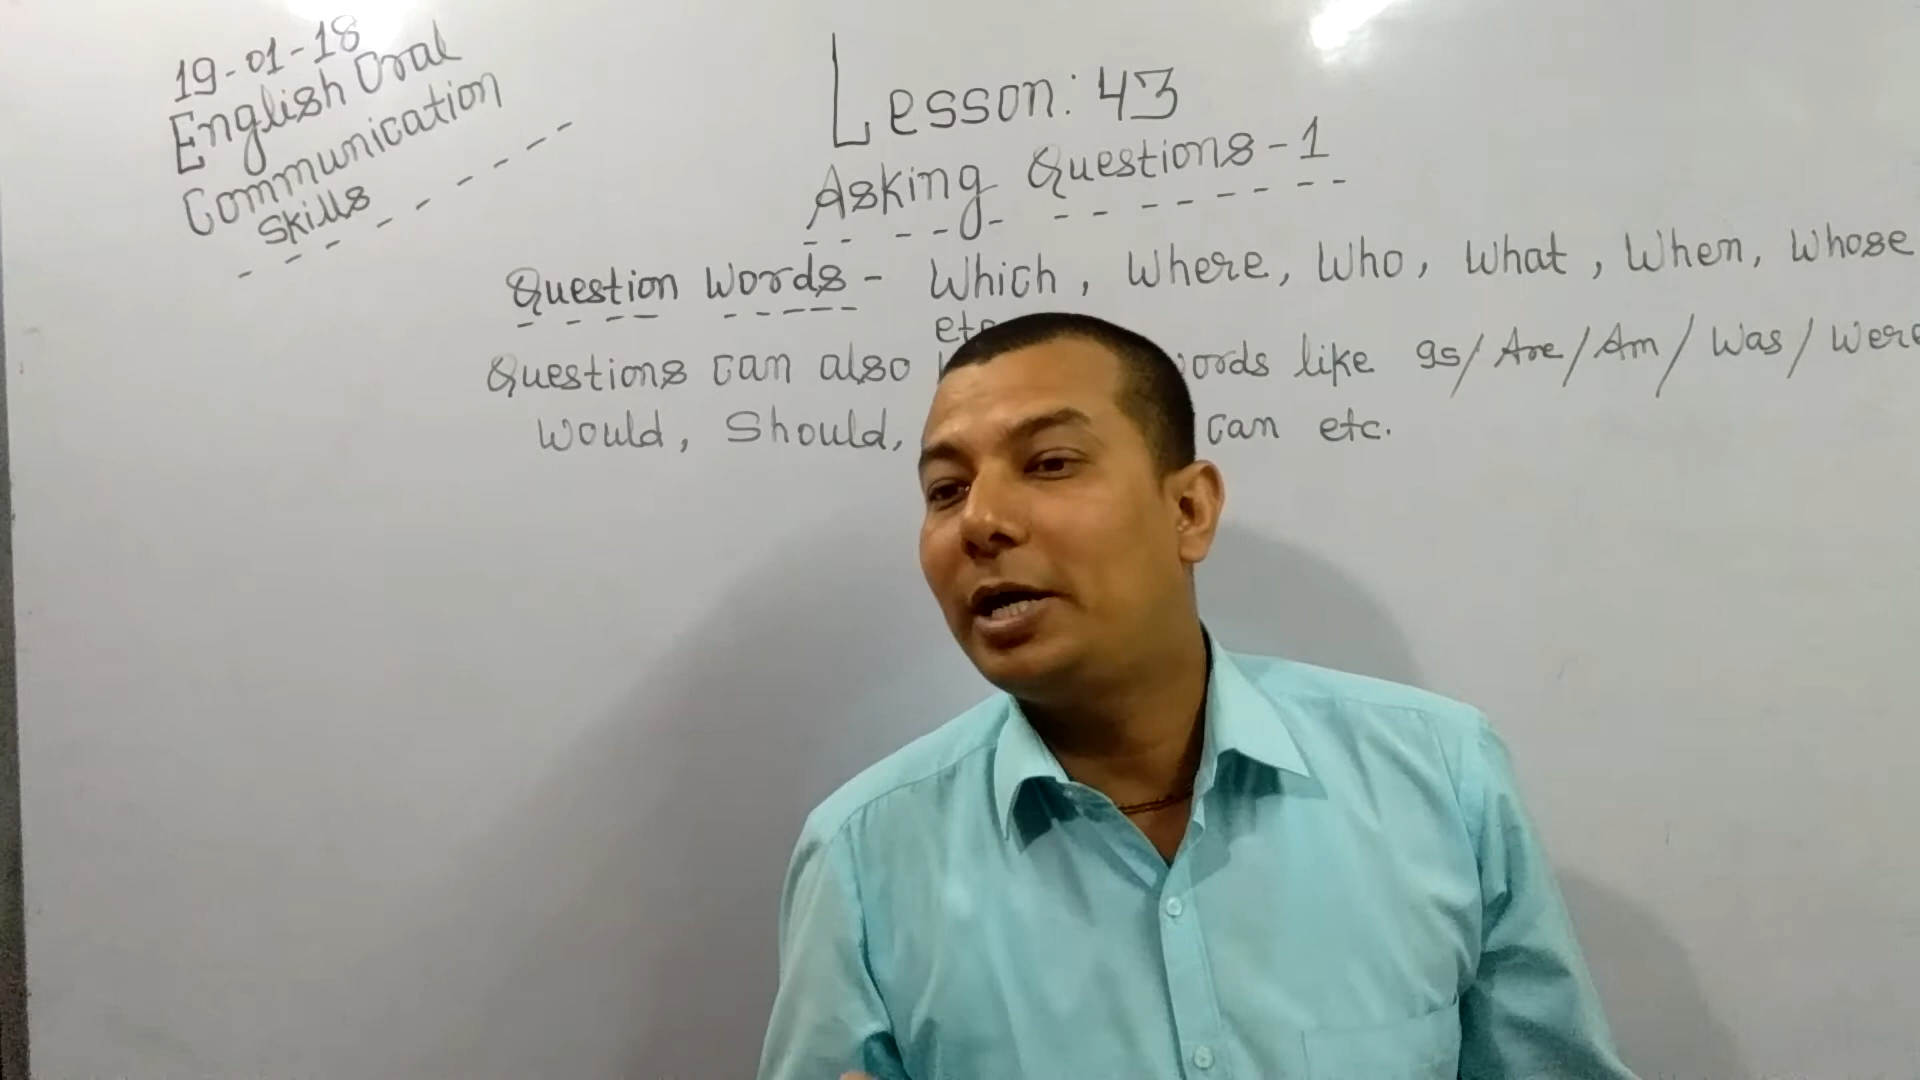 19-01-18
English Oral
Communication
Skills
Lesson: 43
Asking Questions-1
Question Words - Which, Where, Who, What, When, Whose
etc
Questions can also words like Is/Are/Am/Was/Were
Would, Should, can etc.